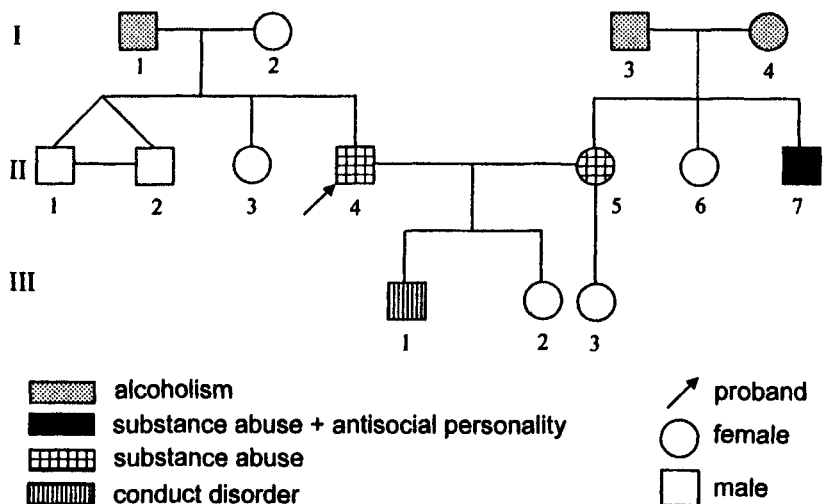 I
1 2 3 4
II
1 2 3 4 5 6 7
III
1 2 3
alcoholism
substance abuse + antisocial personality
substance abuse
conduct disorder
proband
female
male